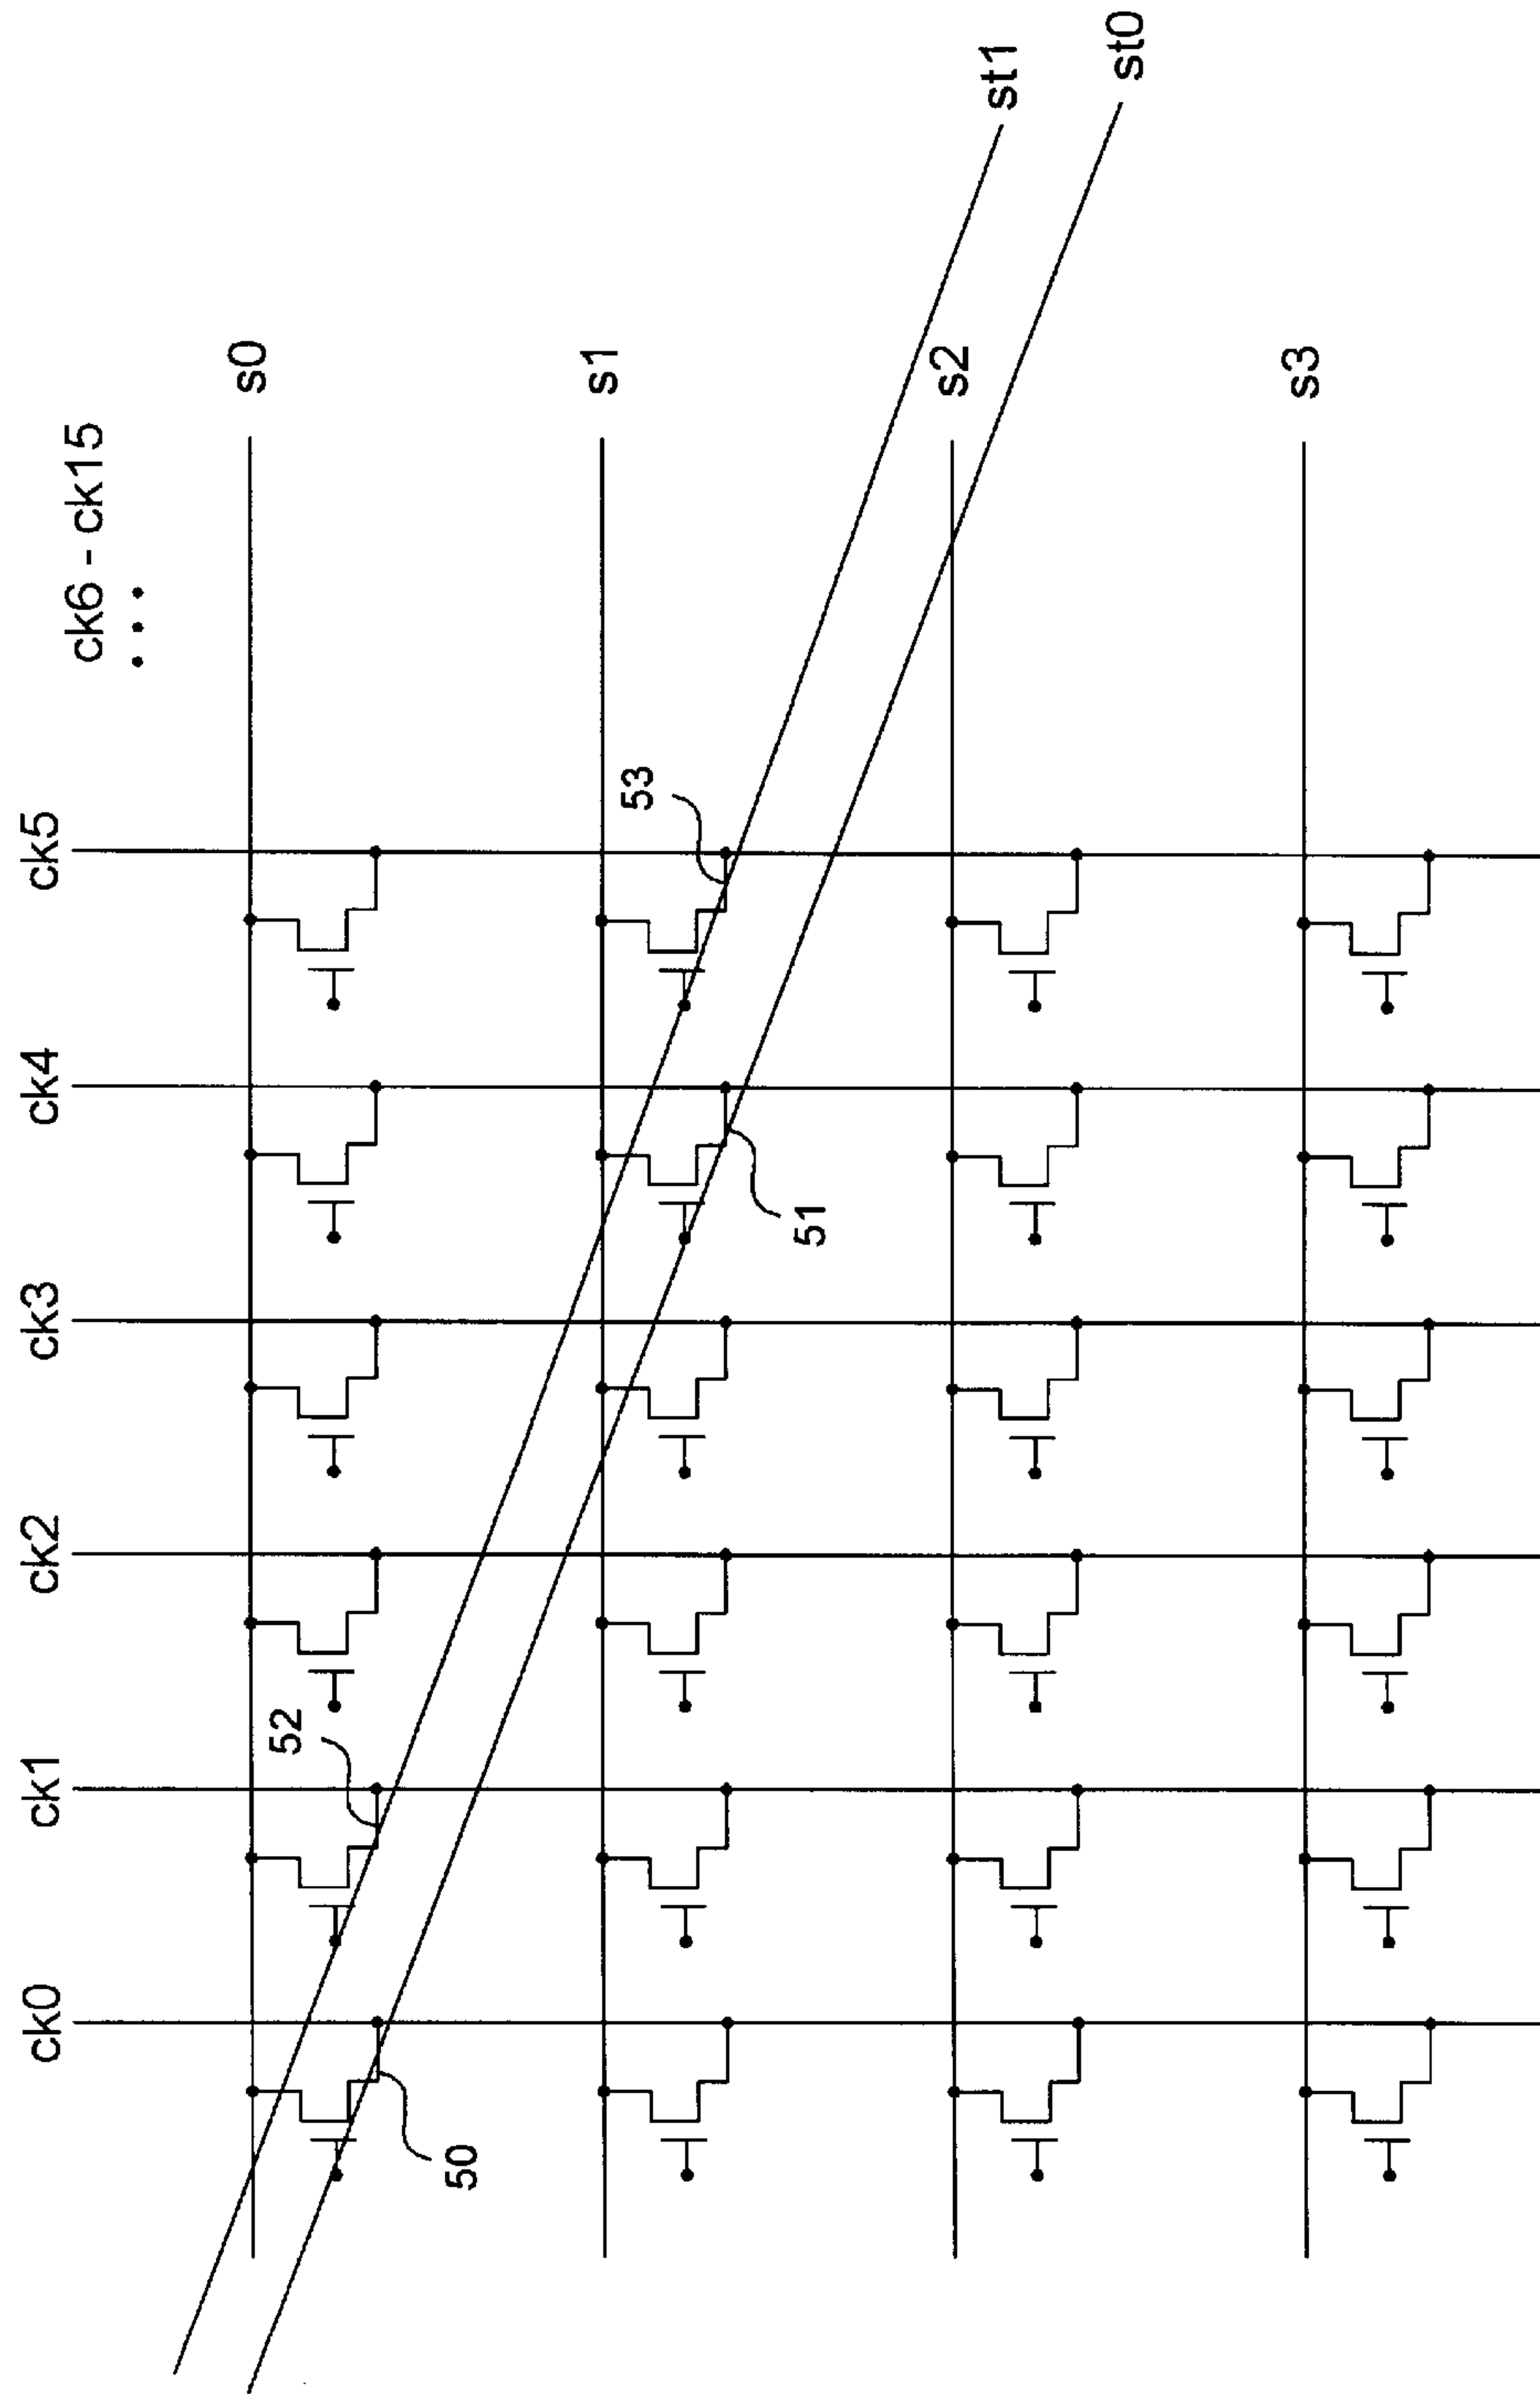 ck0
ck1
ck2
ck3
ck4
ck5
ck6 - ck15
• • •
s0
s1
s2
s3
st1
st0
50
52
51
53